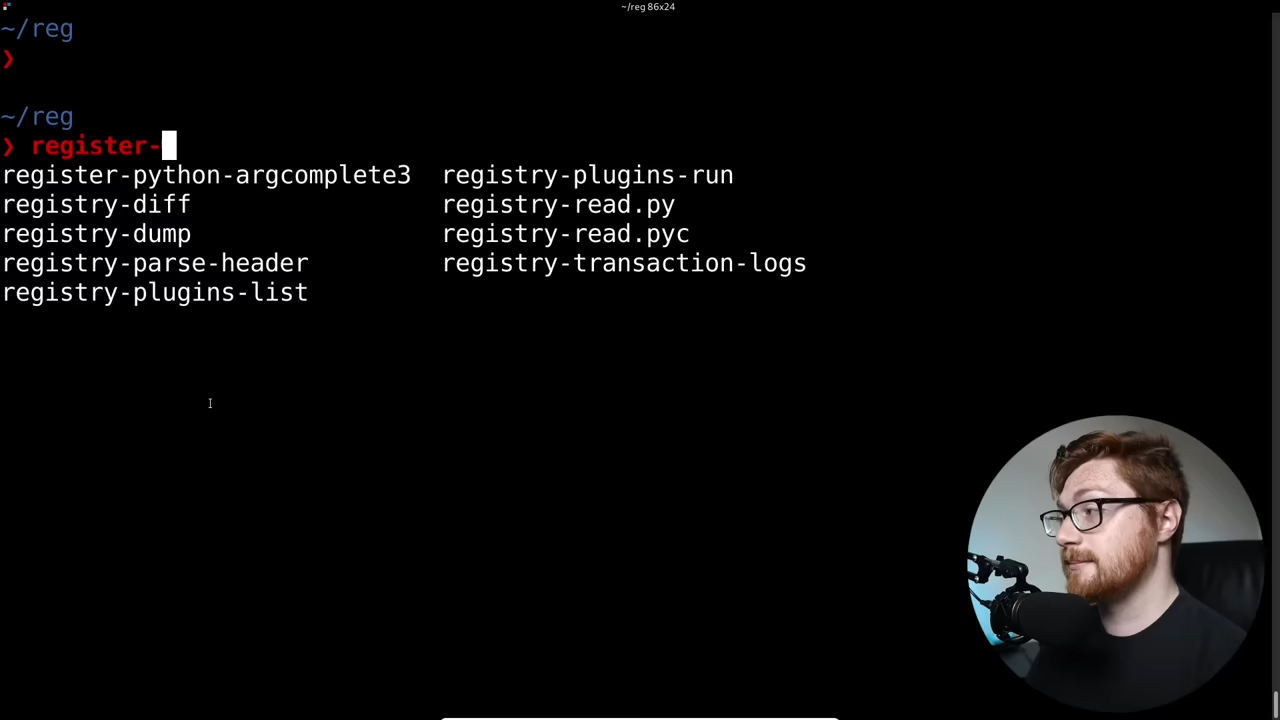 ~/reg 86x24
~/reg
❯
~/reg
❯ register-
register-python-argcomplete3 registry-plugins-run
registry-diff registry-read.py
registry-dump registry-read.pyc
registry-parse-header registry-transaction-logs
registry-plugins-list